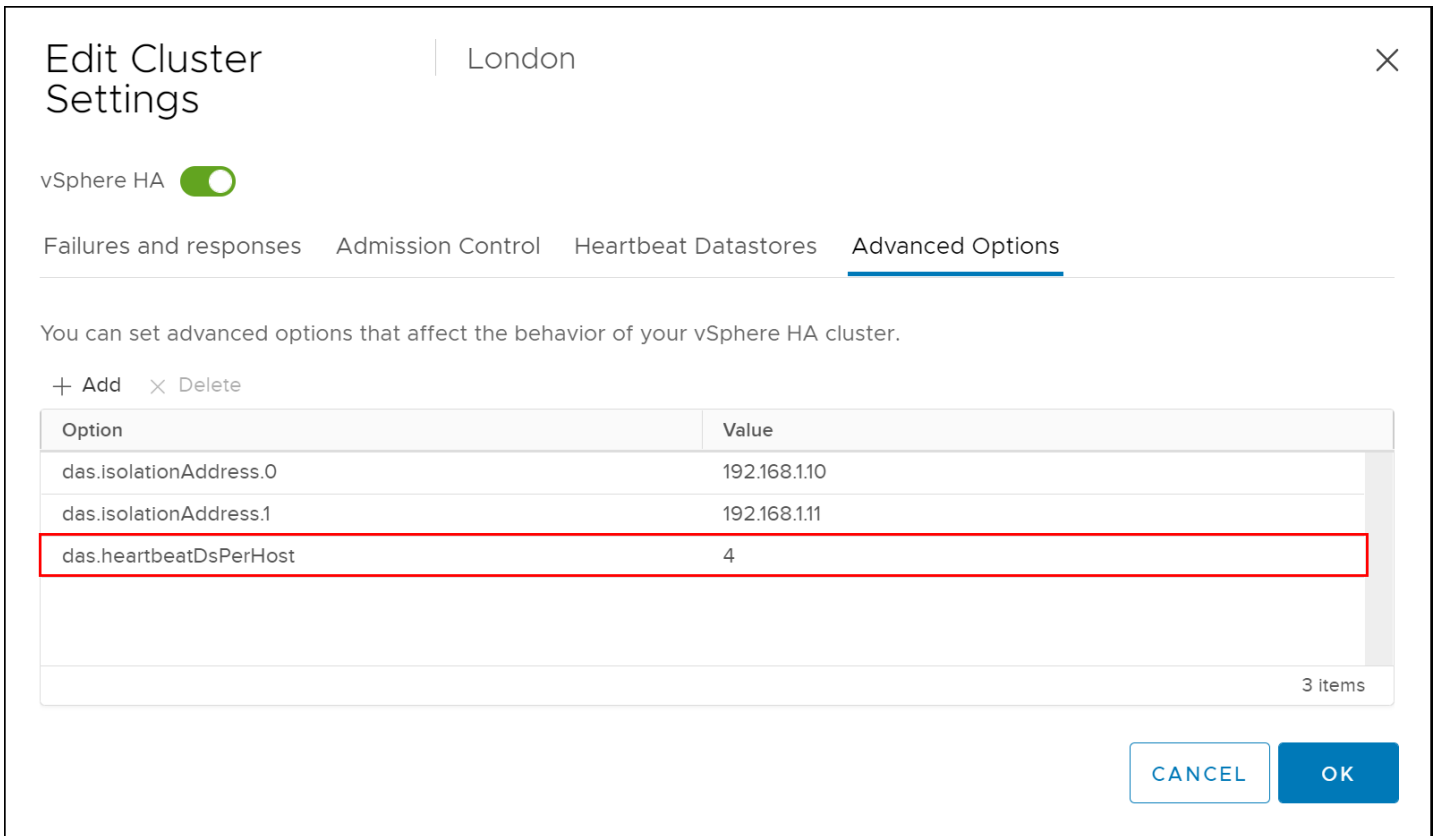 Edit Cluster
Settings
London
vSphere HA
Failures and responses Admission Control Heartbeat Datastores Advanced Options
You can set advanced options that affect the behavior of your vSphere HA cluster.
Add Delete
Option Value
das.isolationAddress.0 192.168.1.10
das.isolationAddress.1 192.168.1.11
das.heartbeatDsPerHost 4
3 items
CANCEL OK